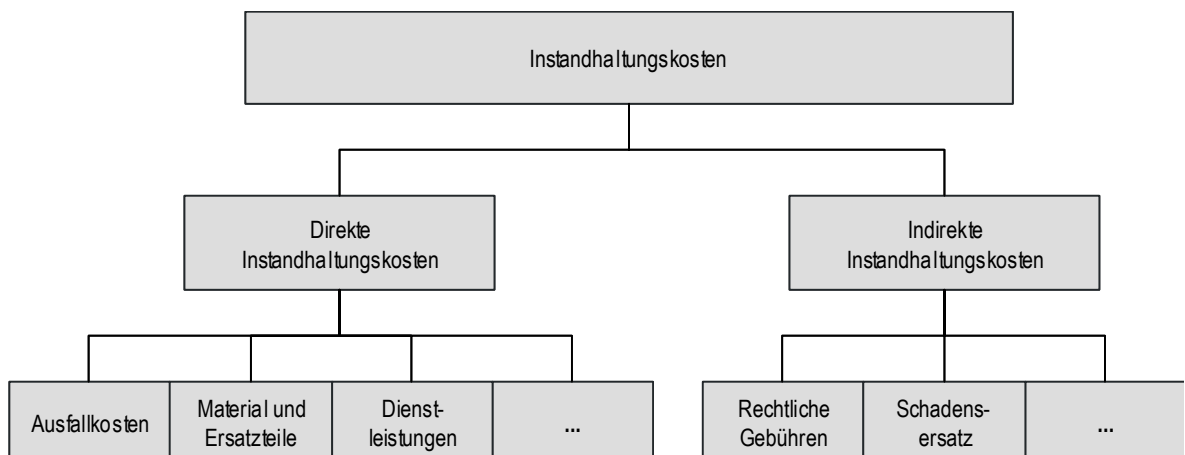 Instandhaltungskosten
Direkte
Instandhaltungskosten
Indirekte
Instandhaltungskosten
Ausfallkosten
Material und
Ersatzteile
Dienst-
leistungen
...
Rechtliche
Gebühren
Schadens-
ersatz
...